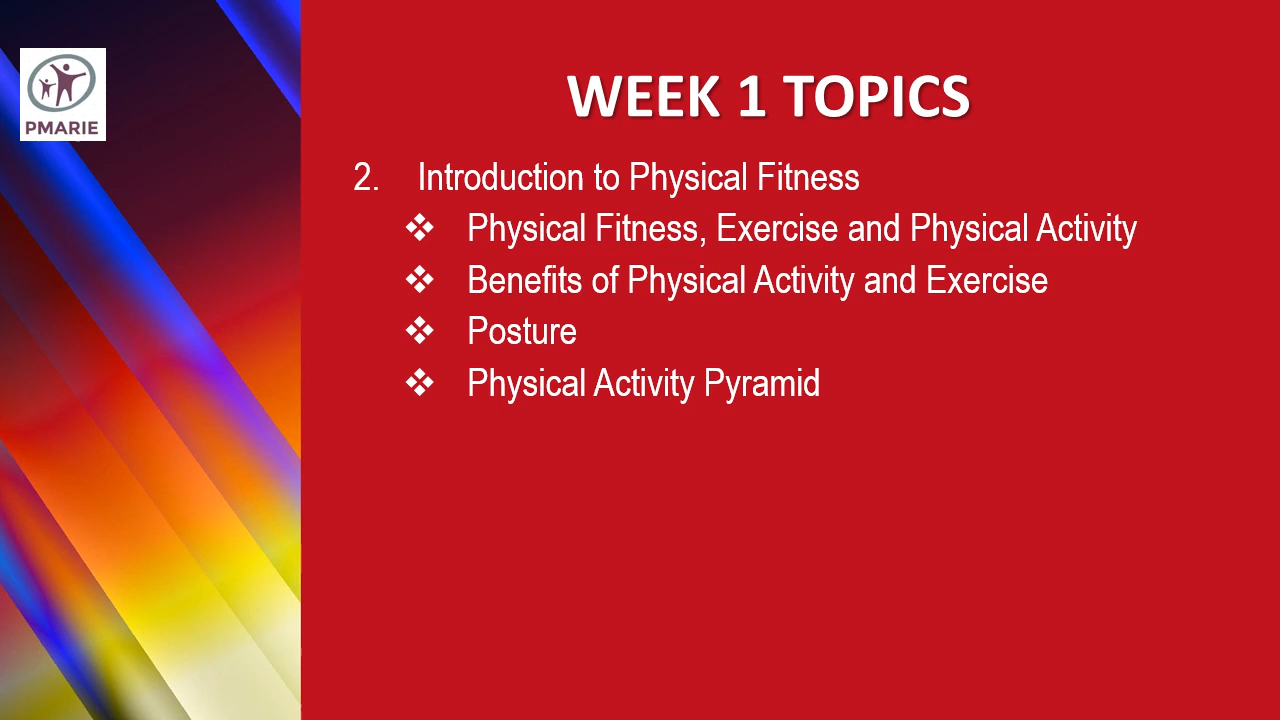 PMARIE
WEEK 1 TOPICS
2. Introduction to Physical Fitness
❖ Physical Fitness, Exercise and Physical Activity
❖ Benefits of Physical Activity and Exercise
❖ Posture
❖ Physical Activity Pyramid